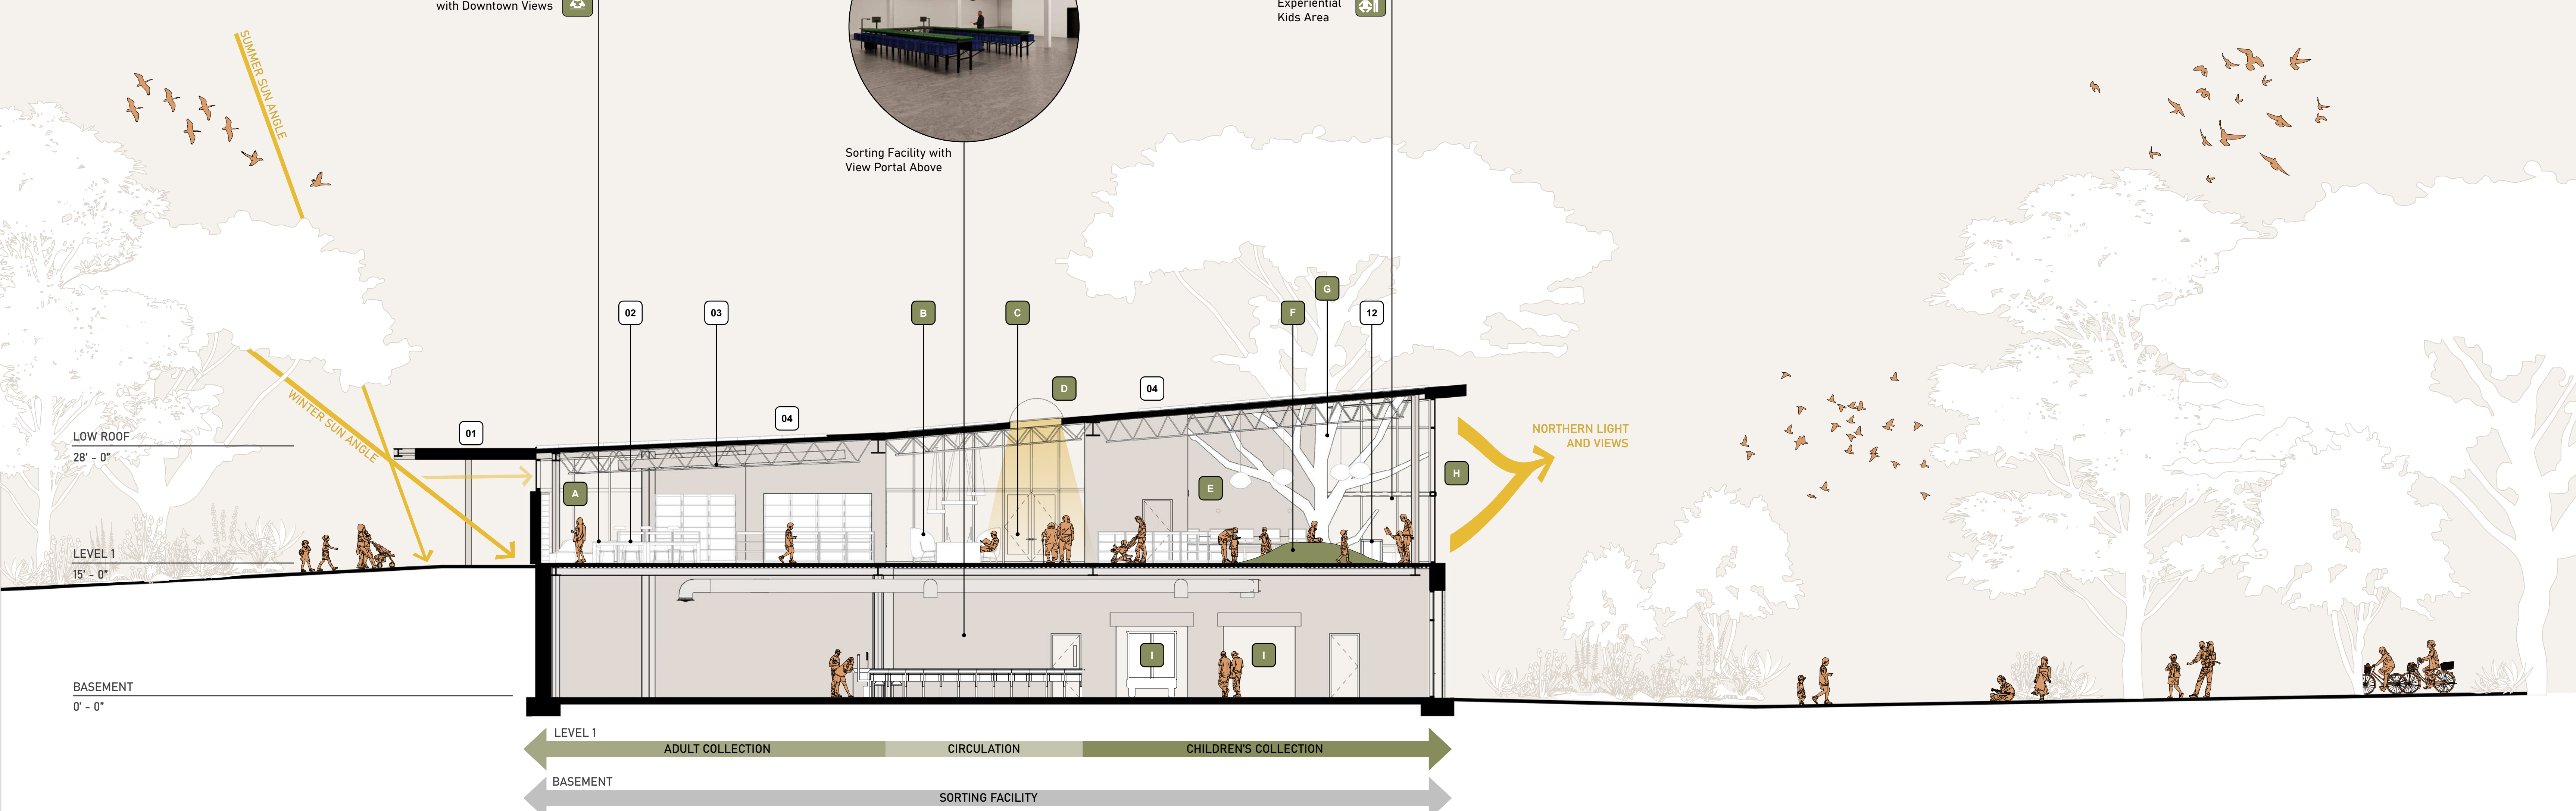 with Downtown Views
Experiential
Kids Area
SUMMER SUN ANGLE
Sorting Facility with
View Portal Above
G
02
03
B
C
F
12
D
04
04
WINTER SUN ANGLE
01
LOW ROOF
28' - 0"
NORTHERN LIGHT
AND VIEWS
H
E
A
LEVEL 1
15' - 0"
I
I
BASEMENT
0' - 0"
LEVEL 1
ADULT COLLECTION
CIRCULATION
CHILDREN'S COLLECTION
BASEMENT
SORTING FACILITY